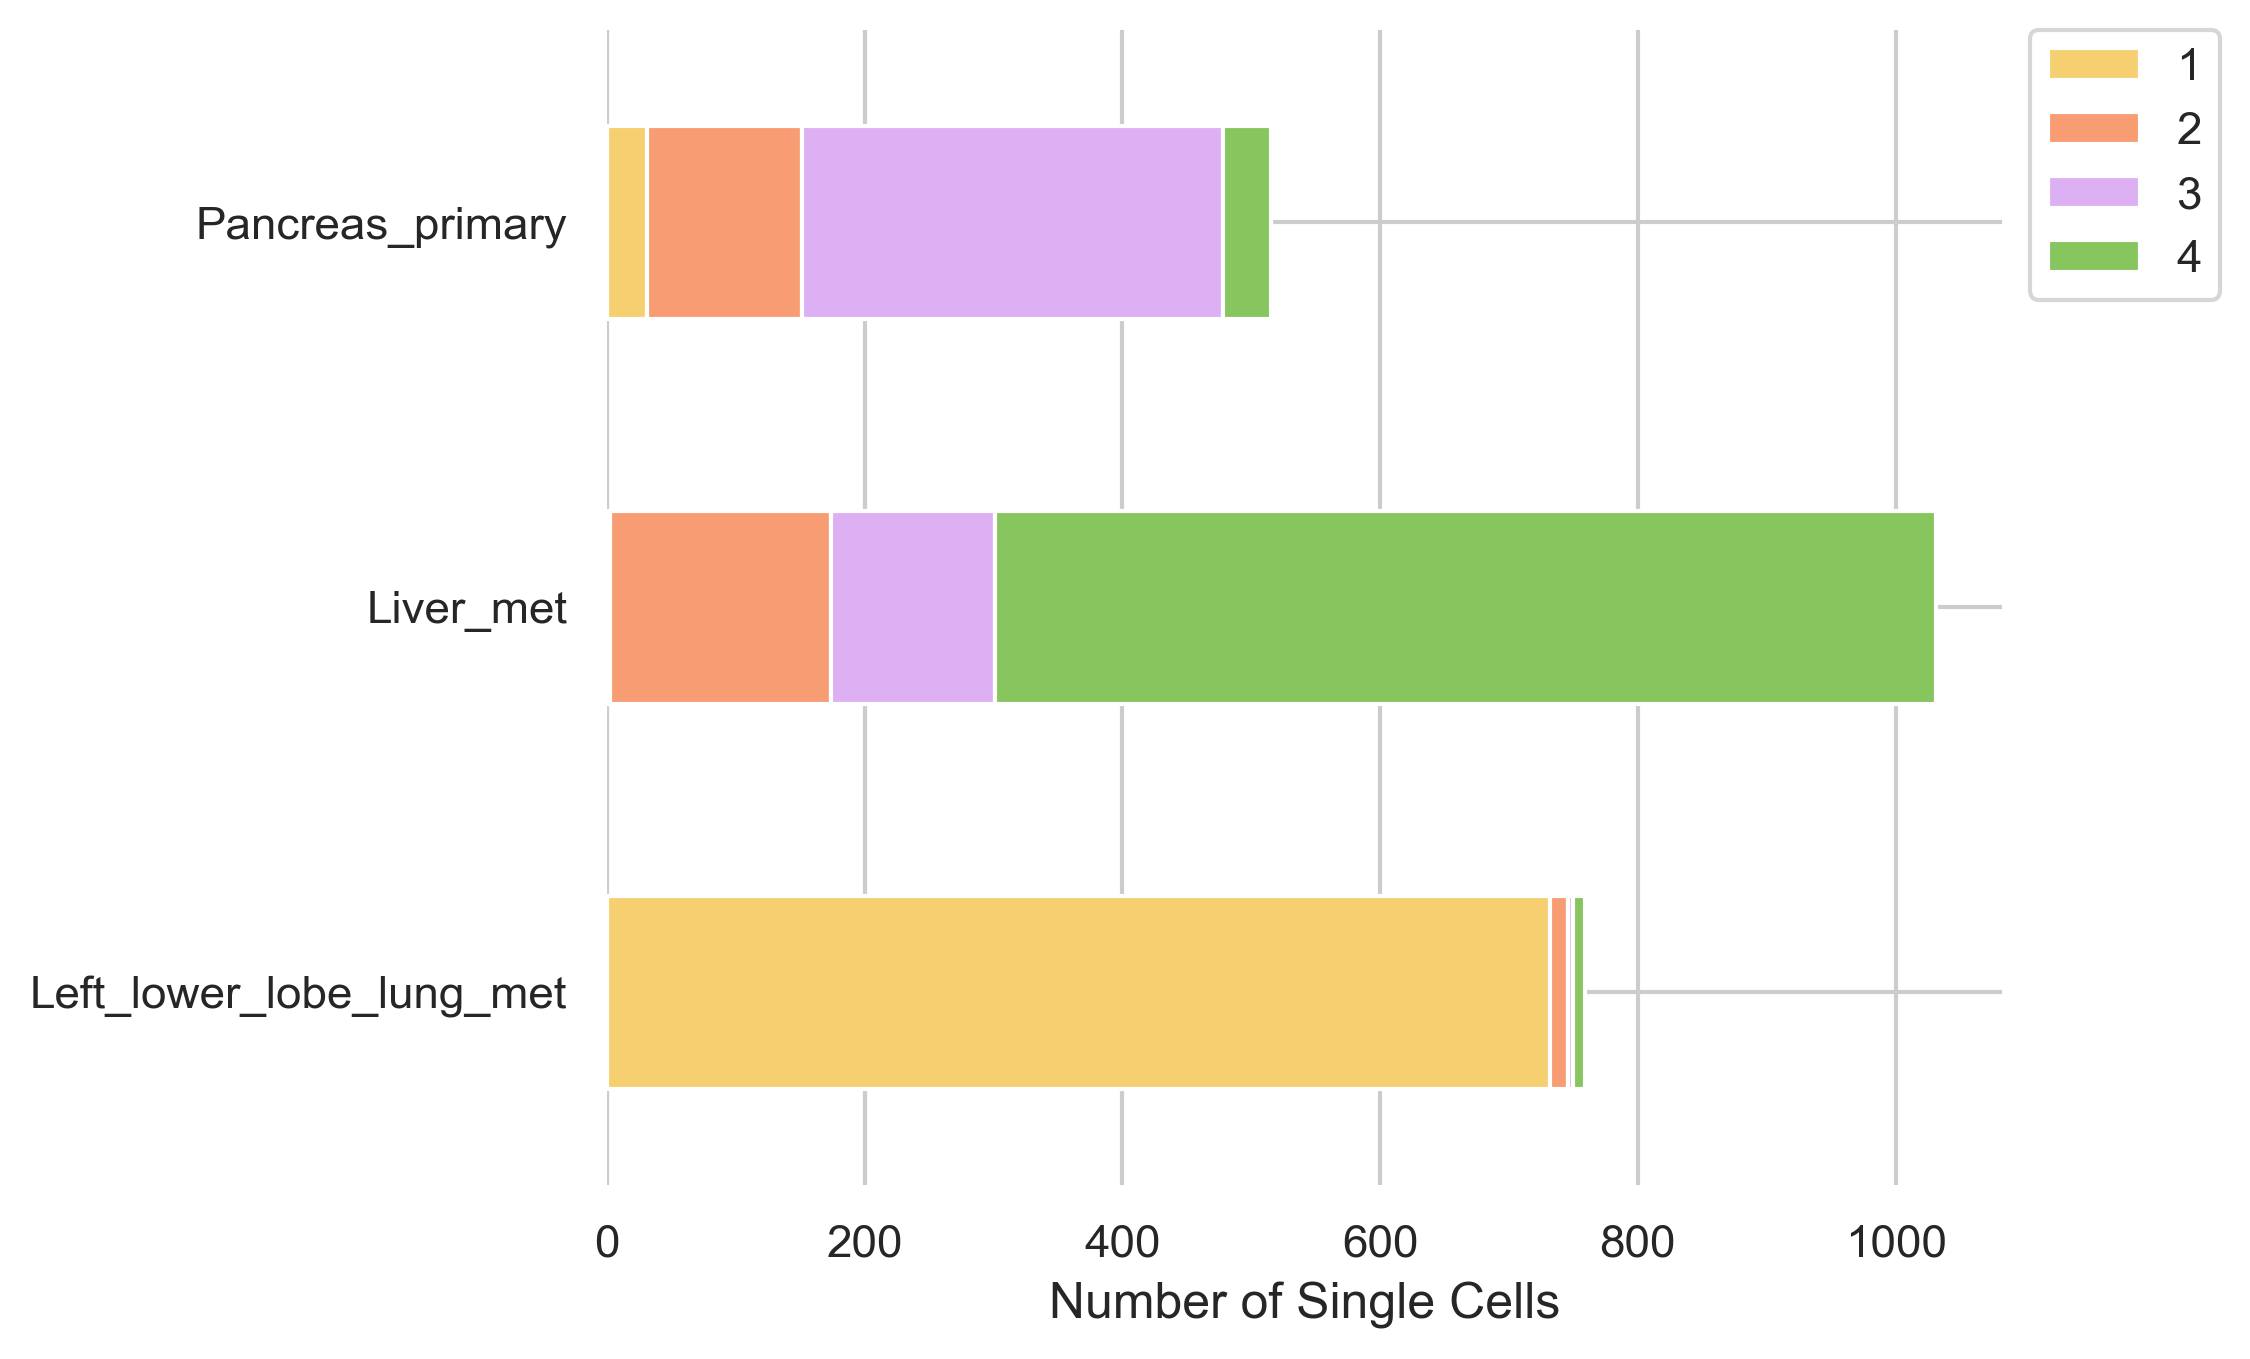 1
2
3
4
Pancreas_primary
Liver_met
Left_lower_lobe_lung_met
0 200 400 600 800 1000
Number of Single Cells